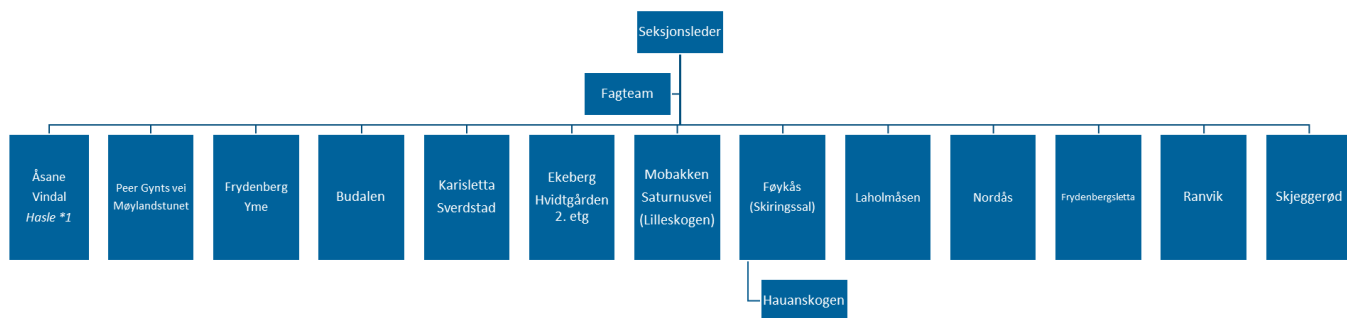 Seksjonsleder
Fagteam
Åsane
Vindal
Hasle *1
Peer Gynts vei
Møylandstunet
Frydenberg
Yme
Budalen
Karisletta
Sverdstad
Ekeberg
Hvidtgården
2. etg
Mobakken
Saturnusvei
(Lilleskogen)
Føykås
(Skiringssal)
Laholmåsen
Nordås
Frydenbergsletta
Ranvik
Skjeggerød
Hauanskogen